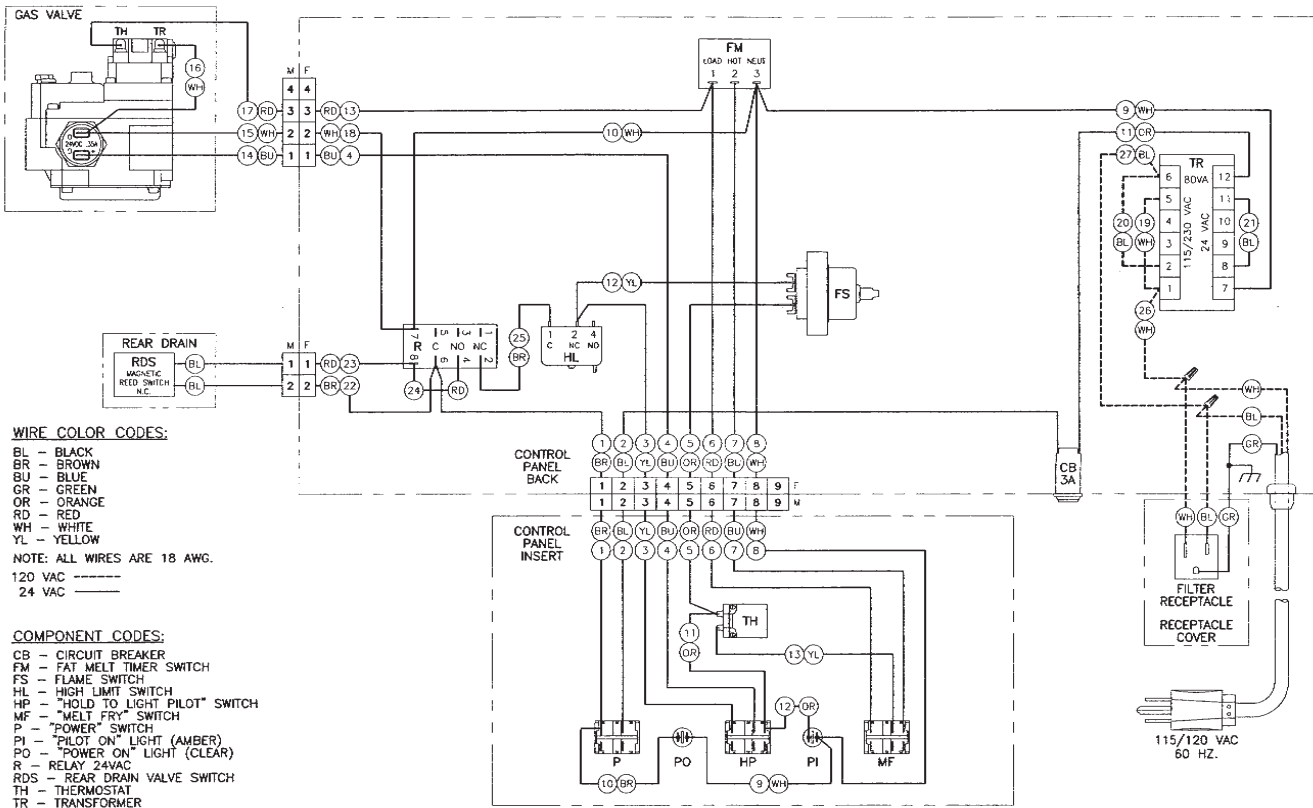 GAS VALVE
TH TR
16
WH
24VDC .35A
M F
4 4
17 RD 3 3 RD 13
15 WH 2 2 WH 18
14 BU 1 1 BU 4
FM
LOAD HOT NEUT
1 2 3
10 WH
9 WH
11 OR
27 BL
TR
80VA
115/230 VAC
24 VAC
6 12
5 11
4 10
3 9
2 8
1 7
20 19 21
BL WH BL
26
WH
12 YL
FS
25
BR
1 2 4
C NC NO
HL
7 5 3 1
R C NO NC
8 6 4 2
24 RD
REAR DRAIN
RDS
MAGNETIC
REED SWITCH
N.C.
BL
BL
M F
1 1 RD 23
2 2 BR 22
WH
BL
GR
CB
3A
CONTROL
PANEL
BACK
1 2 3 4 5 6 7 8
BR BL YL BU OR RD BU WH
1 2 3 4 5 6 7 8 9 F
1 2 3 4 5 6 7 8 9 M
CONTROL
PANEL
INSERT
BR BL YL BU OR RD BU WH
1 2 3 4 5 6 7 8
TH
11
OR
13 YL
12 OR
P PO HP PI MF
10 BR
9 WH
WH BL GR
FILTER
RECEPTACLE
RECEPTACLE
COVER
115/120 VAC
60 HZ.
WIRE COLOR CODES:
BL - BLACK
BR - BROWN
BU - BLUE
GR - GREEN
OR - ORANGE
RD - RED
WH - WHITE
YL - YELLOW
NOTE: ALL WIRES ARE 18 AWG.
120 VAC
24 VAC
COMPONENT CODES:
CB - CIRCUIT BREAKER
FM - FAT MELT TIMER SWITCH
FS - FLAME SWITCH
HL - HIGH LIMIT SWITCH
HP - "HOLD TO LIGHT PILOT" SWITCH
MF - "MELT FRY" SWITCH
P - "POWER" SWITCH
PI - "PILOT ON" LIGHT (AMBER)
PO - "POWER ON" LIGHT (CLEAR)
R - RELAY 24VAC
RDS - REAR DRAIN VALVE SWITCH
TH - THERMOSTAT
TR - TRANSFORMER